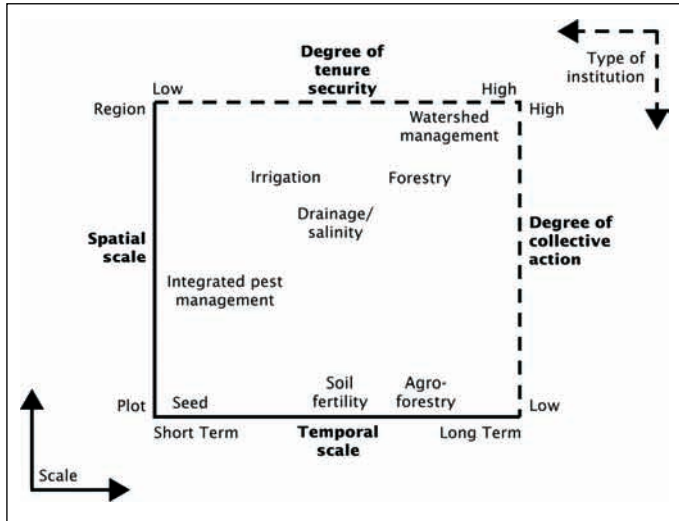 Degree of
tenure
security
Type of
institution
Low
High
Region
High
Watershed
management
Irrigation
Forestry
Drainage/
salinity
Spatial
scale
Degree of
collective
action
Integrated pest
management
Plot
Seed
Soil
fertility
Agro-
forestry
Low
Short Term
Temporal
scale
Long Term
Scale